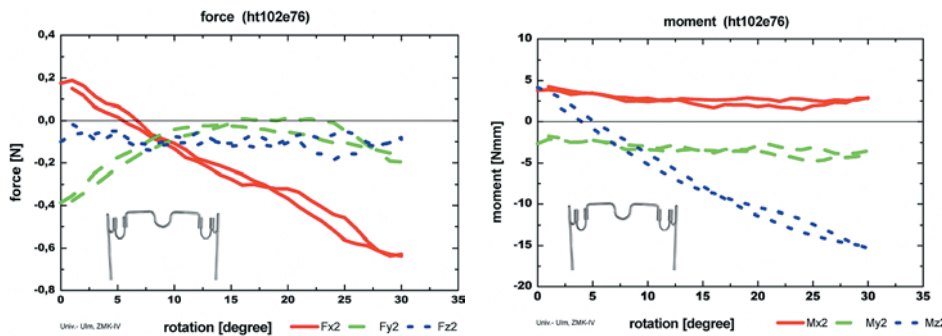 force (ht102e76)
force [N]
0,4
0,2
0,0
-0,2
-0,4
-0,6
-0,8
0 5 10 15 20 25 30 35
Univ.- Ulm, ZMK-IV
rotation [degree]
Fx2 Fy2 Fz2
moment (ht102e76)
moment [Nmm]
10
5
0
-5
-10
-15
-20
0 5 10 15 20 25 30 35
Univ.- Ulm, ZMK-IV
rotation [degree]
Mx2 My2 Mz2